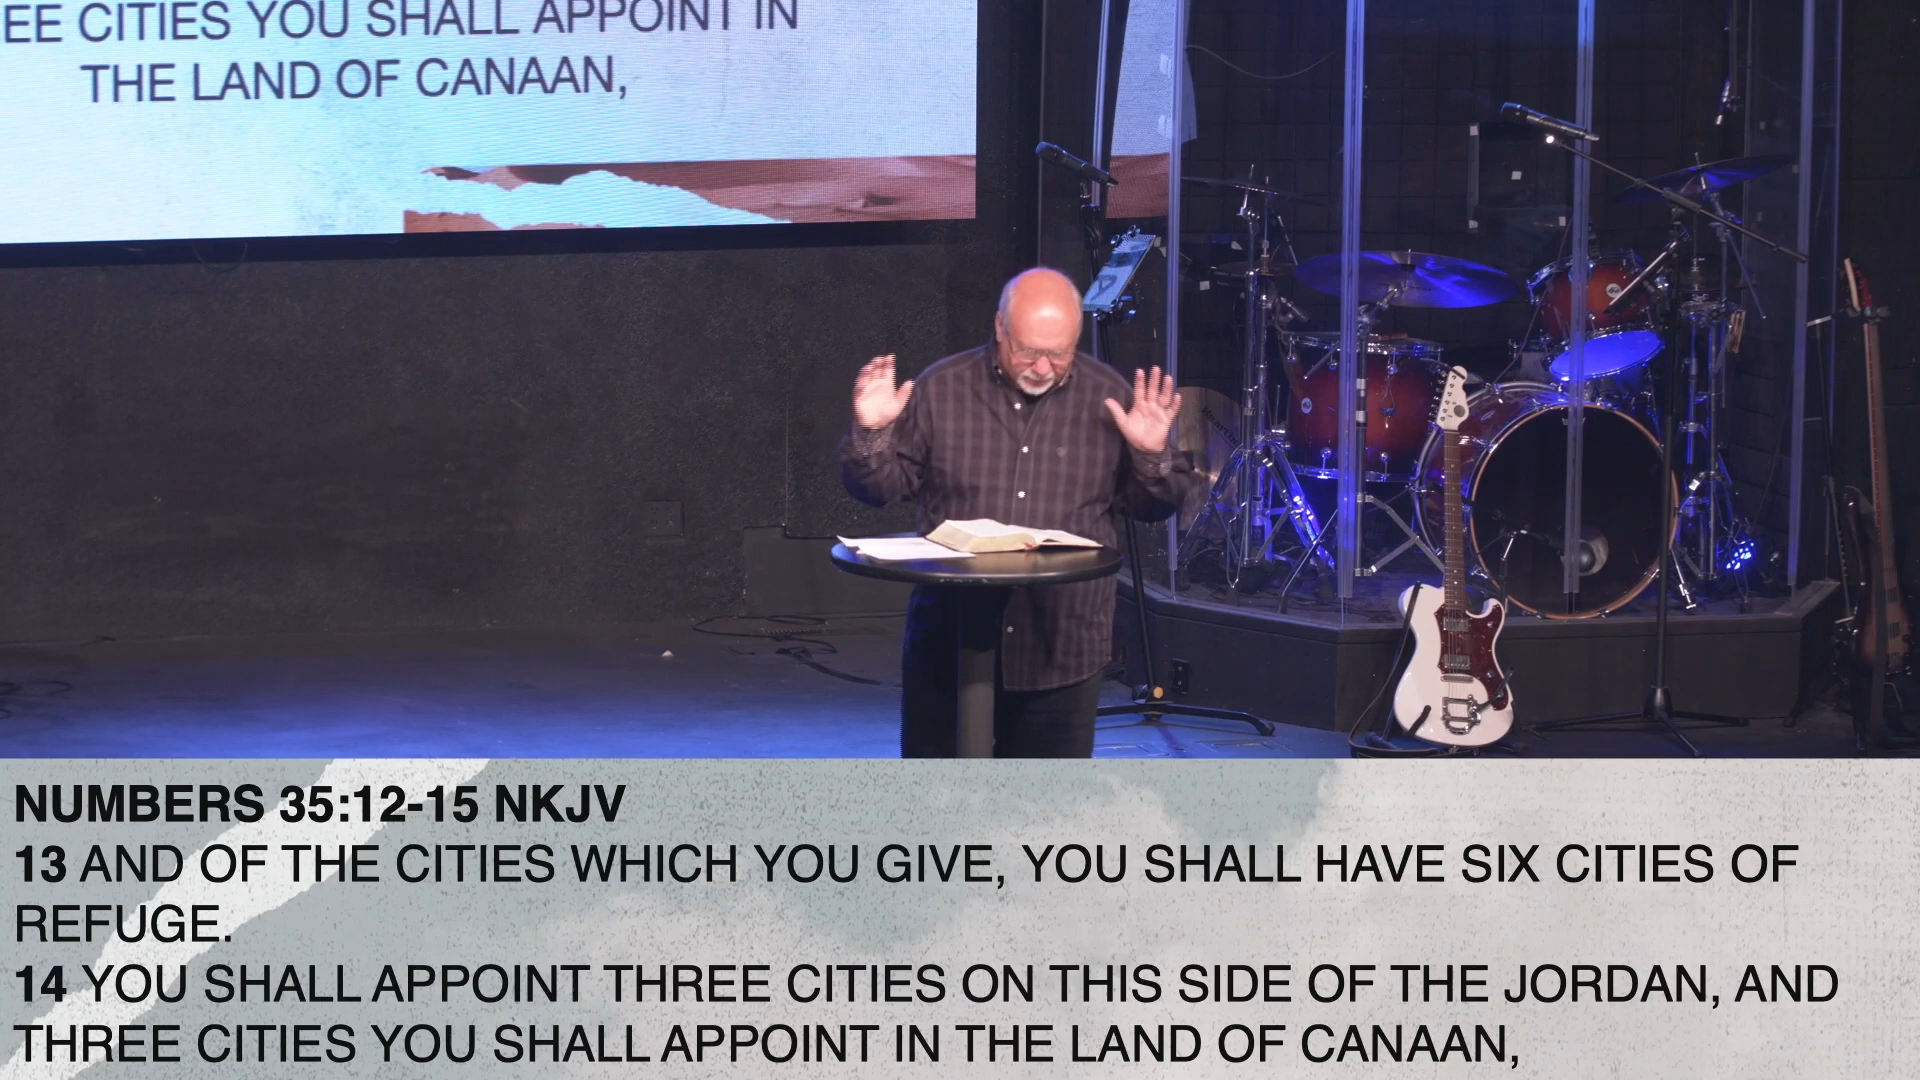 EE CITIES YOU SHALL APPOINT IN
THE LAND OF CANAAN,
NUMBERS 35:12-15 NKJV
13 AND OF THE CITIES WHICH YOU GIVE, YOU SHALL HAVE SIX CITIES OF
REFUGE.
14 YOU SHALL APPOINT THREE CITIES ON THIS SIDE OF THE JORDAN, AND
THREE CITIES YOU SHALL APPOINT IN THE LAND OF CANAAN,